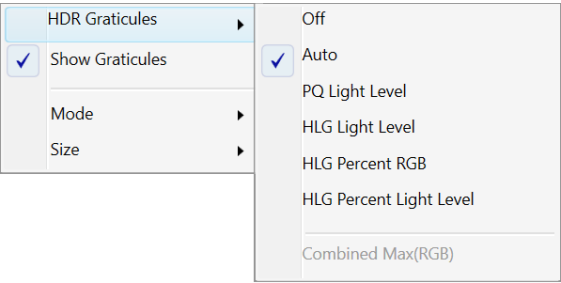 HDR Graticules
Show Graticules
Mode
Size
Off
Auto
PQ Light Level
HLG Light Level
HLG Percent RGB
HLG Percent Light Level
Combined Max(RGB)